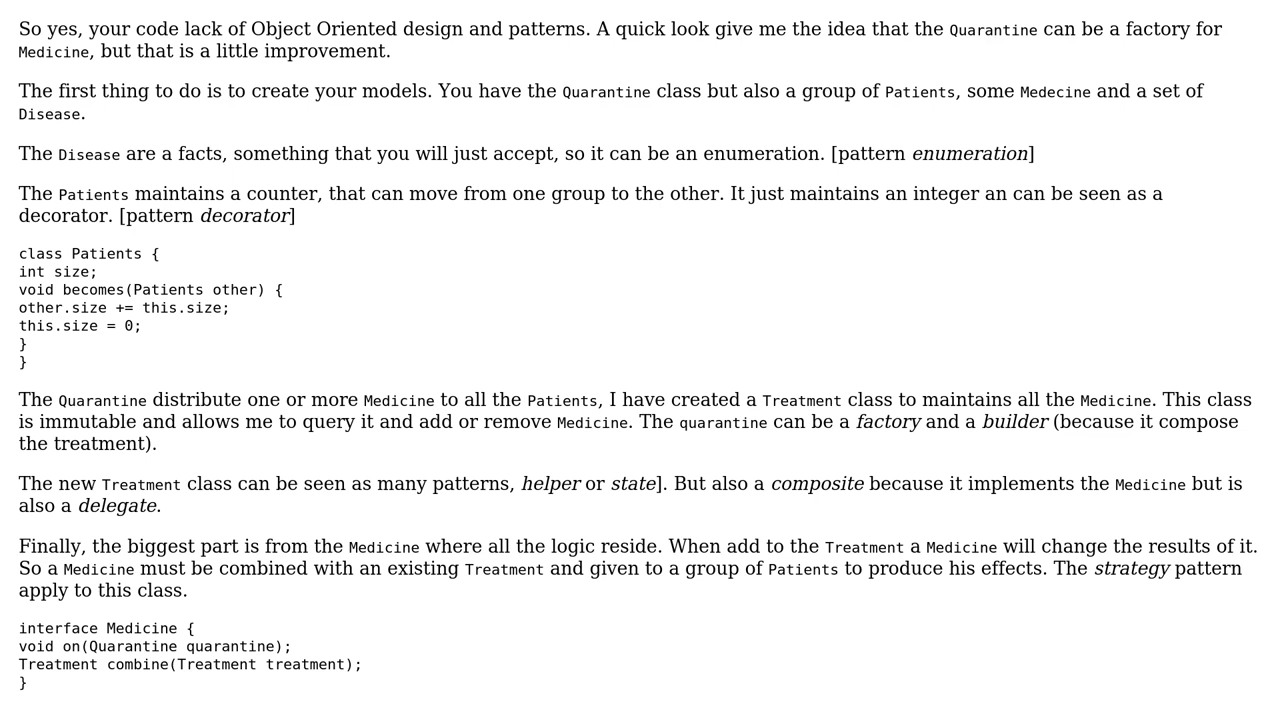 So yes, your code lack of Object Oriented design and patterns. A quick look give me the idea that the Quarantine can be a factory for
Medicine, but that is a little improvement.
The first thing to do is to create your models. You have the Quarantine class but also a group of Patients, some Medecine and a set of
Disease.
The Disease are a facts, something that you will just accept, so it can be an enumeration. [pattern enumeration]
The Patients maintains a counter, that can move from one group to the other. It just maintains an integer an can be seen as a
decorator. [pattern decorator]
class Patients {
int size;
void becomes(Patients other) {
other.size += this.size;
this.size = 0;
}
}
The Quarantine distribute one or more Medicine to all the Patients, I have created a Treatment class to maintains all the Medicine. This class
is immutable and allows me to query it and add or remove Medicine. The quarantine can be a factory and a builder (because it compose
the treatment).
The new Treatment class can be seen as many patterns, helper or state]. But also a composite because it implements the Medicine but is
also a delegate.
Finally, the biggest part is from the Medicine where all the logic reside. When add to the Treatment a Medicine will change the results of it.
So a Medicine must be combined with an existing Treatment and given to a group of Patients to produce his effects. The strategy pattern
apply to this class.
interface Medicine {
void on(Quarantine quarantine);
Treatment combine(Treatment treatment);
}